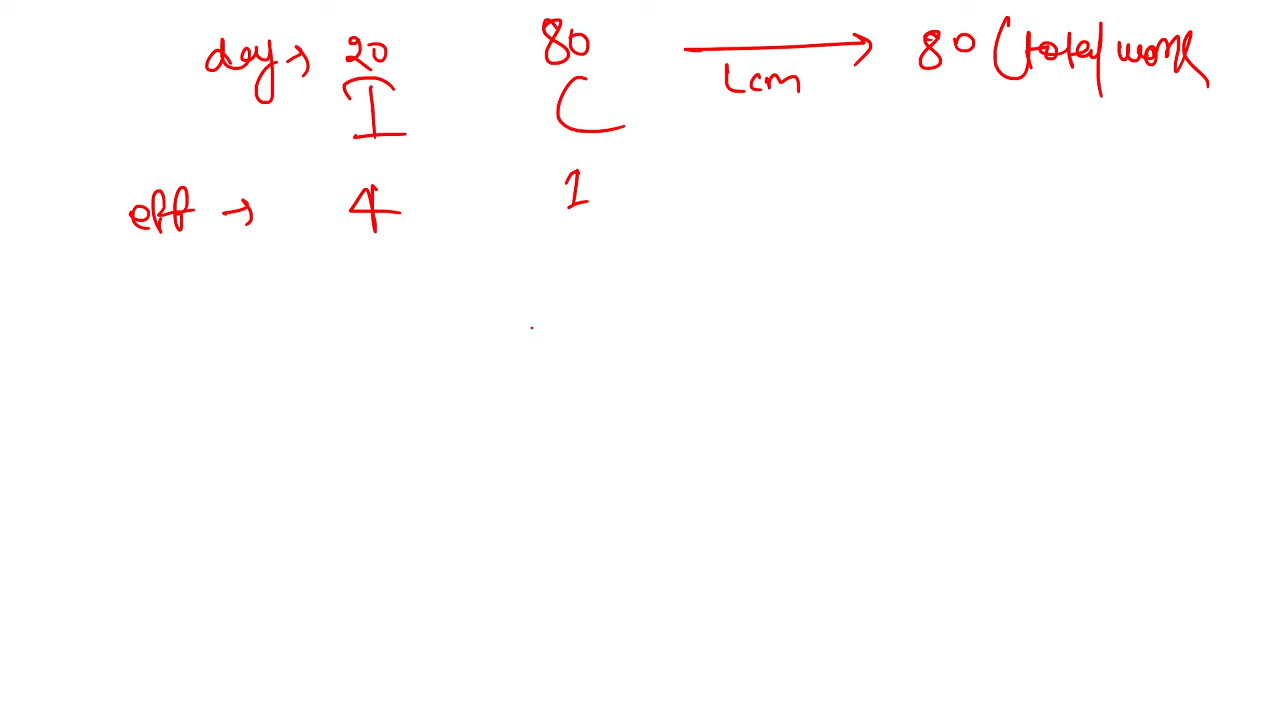 day → 20 80 → 80 (total work
I C Lcm
eff → 4 1